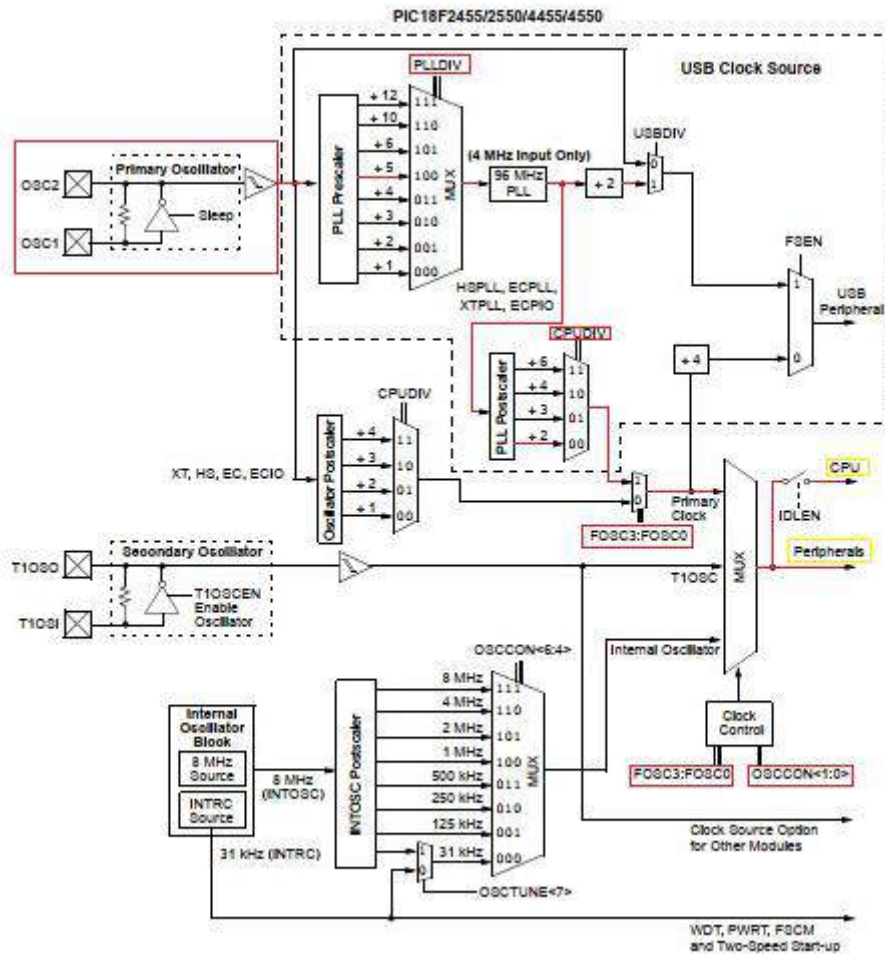 PIC18F2455/2550/4455/4550
PLLDIV
USB Clock Source
÷ 12
111
÷ 10
110
USBDIV
÷ 6
101
(4 MHz Input Only)
0
Primary Oscillator
OSC2
PLL Prescaler
÷ 5
100
MUX
96 MHz
PLL
÷ 2
1
÷ 4
011
Sleep
÷ 3
010
FSEN
OSC1
÷ 2
001
÷ 1
000
HSPLL, ECPLL,
XTPLL, ECPIO
1
USB
Peripheral
CPUDIV
÷ 4
0
÷ 6
11
CPUDIV
PLL Postscaler
÷ 4
10
÷ 3
01
÷ 4
11
÷ 2
00
Oscillator Postscaler
÷ 3
10
XT, HS, EC, ECIO
÷ 2
01
1
0
CPU
÷ 1
00
Primary
Clock
IDLEN
FOSC3:FOSC0
Secondary Oscillator
Peripherals
T1OSO
T1OSC
MUX
T1OSCEN
Enable
Oscillator
T1OSI
OSCCON<6:4>
Internal Oscillator
8 MHz
111
Internal
Oscillator
Block
4 MHz
110
Clock
Control
INTOSC Postscaler
2 MHz
101
8 MHz
Source
1 MHz
100
MUX
FOSC3:FOSC0
OSCCON<1:0>
8 MHz
(INTOSC)
500 kHz
011
INTRC
Source
250 kHz
010
125 kHz
001
Clock Source Option
for Other Modules
31 kHz (INTRC)
1
0
31 kHz
000
OSCTUNE<7>
WDT, PWRT, FSCM
and Two-Speed Start-up